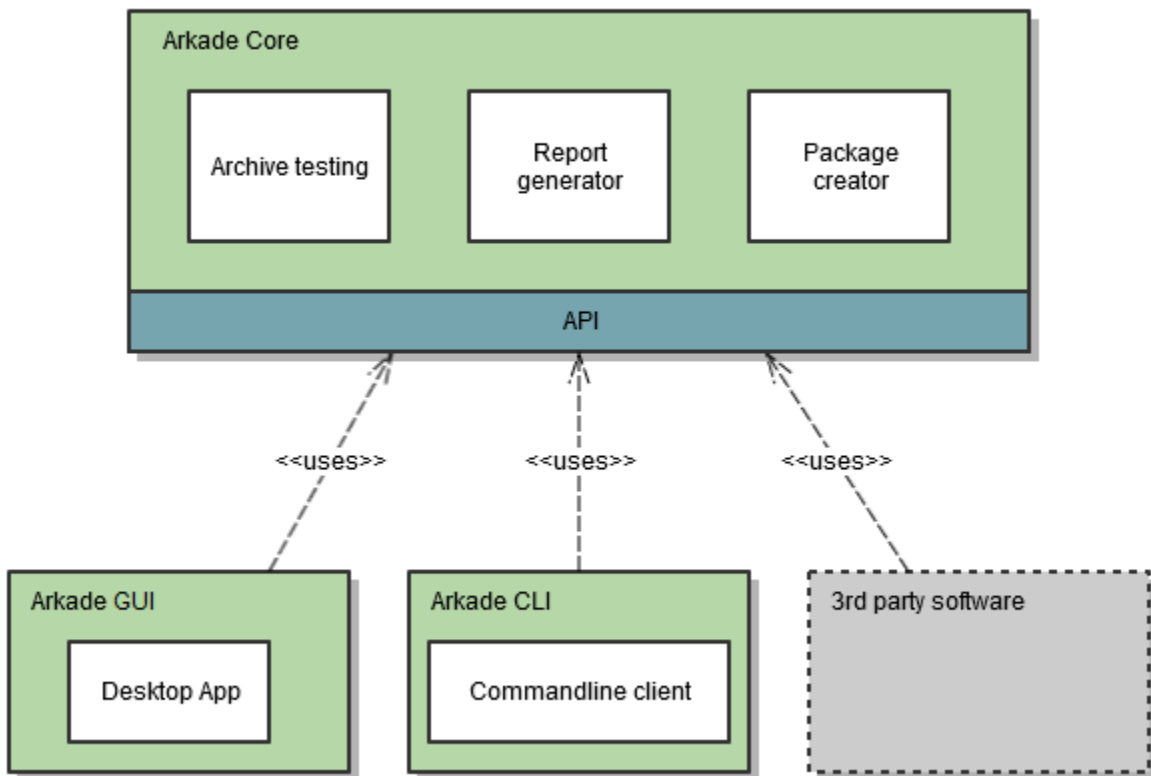 Arkade Core
Archive testing
Report
generator
Package
creator
API
<<uses>>
<<uses>>
<<uses>>
Arkade GUI
Desktop App
Arkade CLI
Commandline client
3rd party software